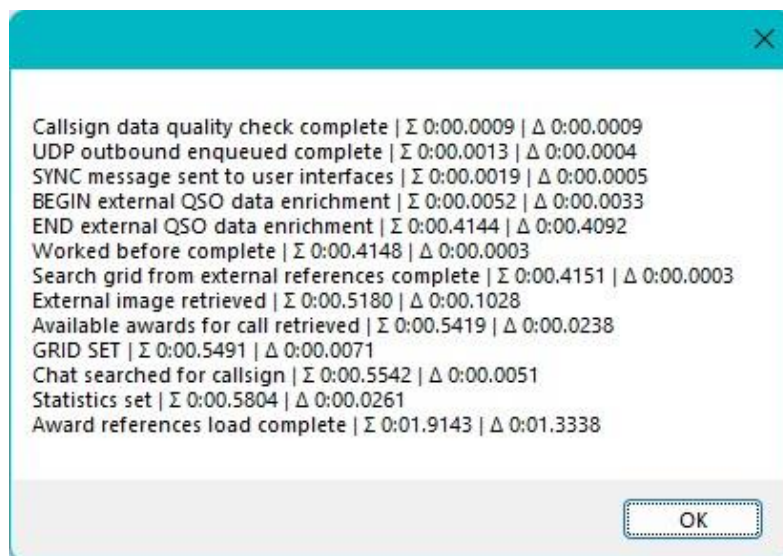 Callsign data quality check complete | Σ 0:00.0009 | Δ 0:00.0009
UDP outbound enqueued complete | Σ 0:00.0013 | Δ 0:00.0004
SYNC message sent to user interfaces | Σ 0:00.0019 | Δ 0:00.0005
BEGIN external QSO data enrichment | Σ 0:00.0052 | Δ 0:00.0033
END external QSO data enrichment | Σ 0:00.4144 | Δ 0:00.4092
Worked before complete | Σ 0:00.4148 | Δ 0:00.0003
Search grid from external references complete | Σ 0:00.4151 | Δ 0:00.0003
External image retrieved | Σ 0:00.5180 | Δ 0:00.1028
Available awards for call retrieved | Σ 0:00.5419 | Δ 0:00.0238
GRID SET | Σ 0:00.5491 | Δ 0:00.0071
Chat searched for callsign | Σ 0:00.5542 | Δ 0:00.0051
Statistics set | Σ 0:00.5804 | Δ 0:00.0261
Award references load complete | Σ 0:01.9143 | Δ 0:01.3338
OK